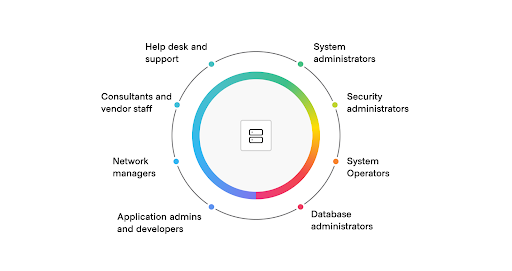 Help desk and
support
System
administrators
Consultants and
vendor staff
Security
administrators
Network
managers
System
Operators
Application admins
and developers
Database
administrators